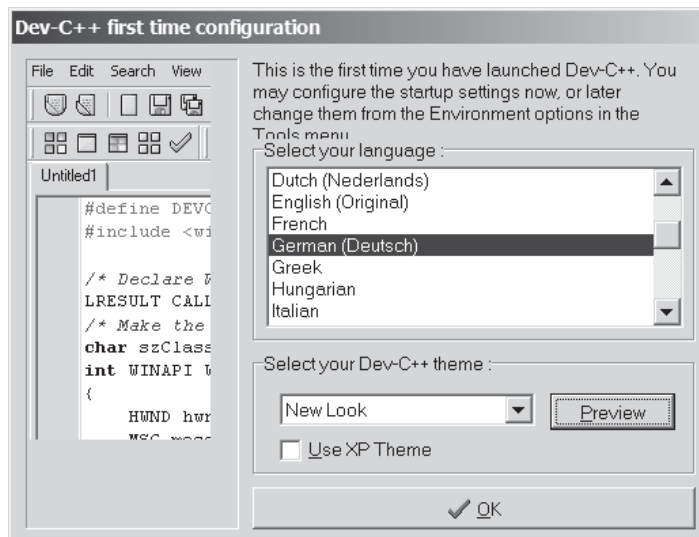 Dev-C++ first time configuration
File Edit Search View
Untitled1
#define DEVC
#include <wi
/* Declare W
LRESULT CALL
/* Make the
char szClass
int WINAPI W
{
HWND hwr
MSG
This is the first time you have launched Dev-C++. You
may configure the startup settings now, or later
change them from the Environment options in the
Tools menu
Select your language :
Dutch (Nederlands)
English (Original)
French
German (Deutsch)
Greek
Hungarian
Italian
Select your Dev-C++ theme :
New Look
Preview
Use XP Theme
OK